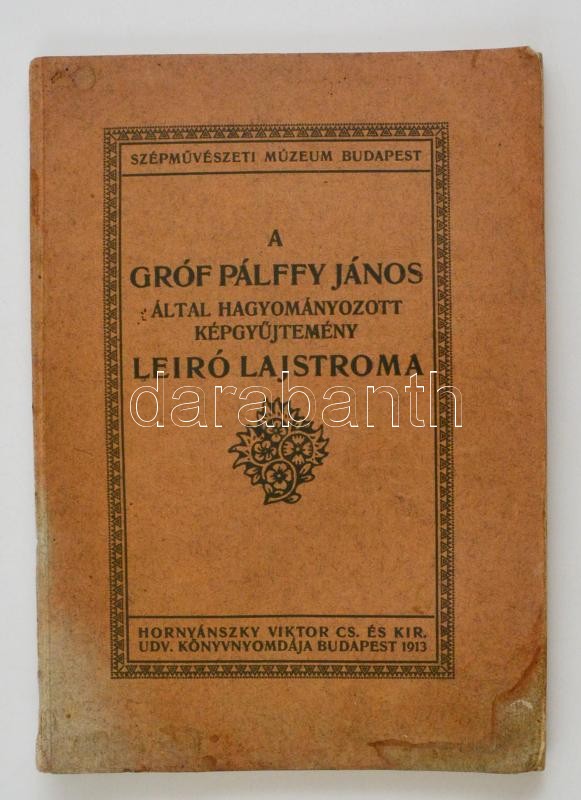 SZÉPMŰVÉSZETI MÚZEUM BUDAPEST
A
GRÓF PÁLFFY JÁNOS
ÁLTAL HAGYOMÁNYOZOTT
KÉPGYŰJTEMÉNY
LEIRÓ LAJSTROMA
darabanth
HORNYÁNSZKY VIKTOR CS. ÉS KIR.
UDV. KÖNYVNYOMDÁJA BUDAPEST 1913